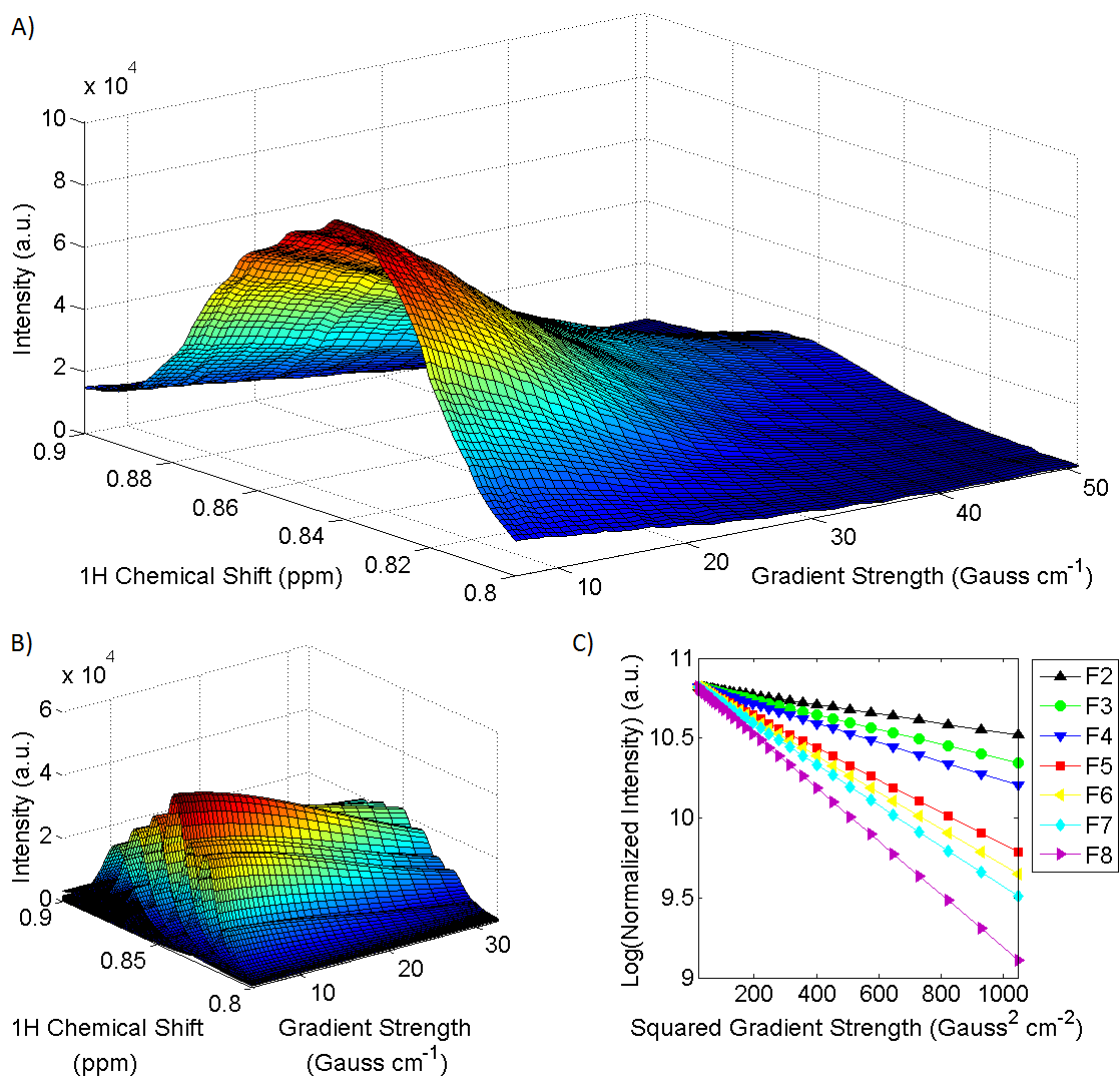 A)
x 10^4
10
8
6
4
2
0
Intensity (a.u.)
0.9
0.88
0.86
0.84
0.82
0.8
1H Chemical Shift (ppm)
10
20
30
40
50
Gradient Strength (Gauss cm^-1)
B)
x 10^4
6
4
2
0
Intensity (a.u.)
0.9
0.85
0.8
1H Chemical Shift
(ppm)
10
20
30
Gradient Strength
(Gauss cm^-1)
C)
11
10.5
10
9.5
9
Log(Normalized Intensity) (a.u.)
200 400 600 800 1000
Squared Gradient Strength (Gauss^2 cm^-2)
F2
F3
F4
F5
F6
F7
F8